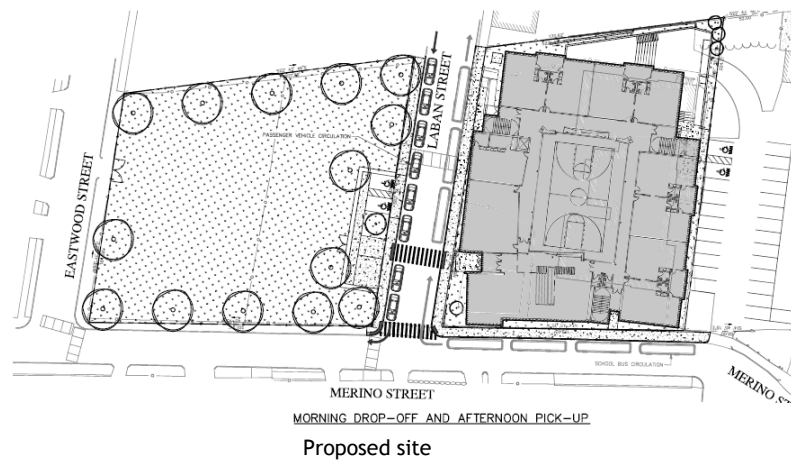 LABAN STREET
PASSENGER VEHICLE CIRCULATION
EASTWOOD STREET
SCHOOL BUS CIRCULATION
MERINO STREET
MERINO ST
MORNING DROP-OFF AND AFTERNOON PICK-UP
Proposed site